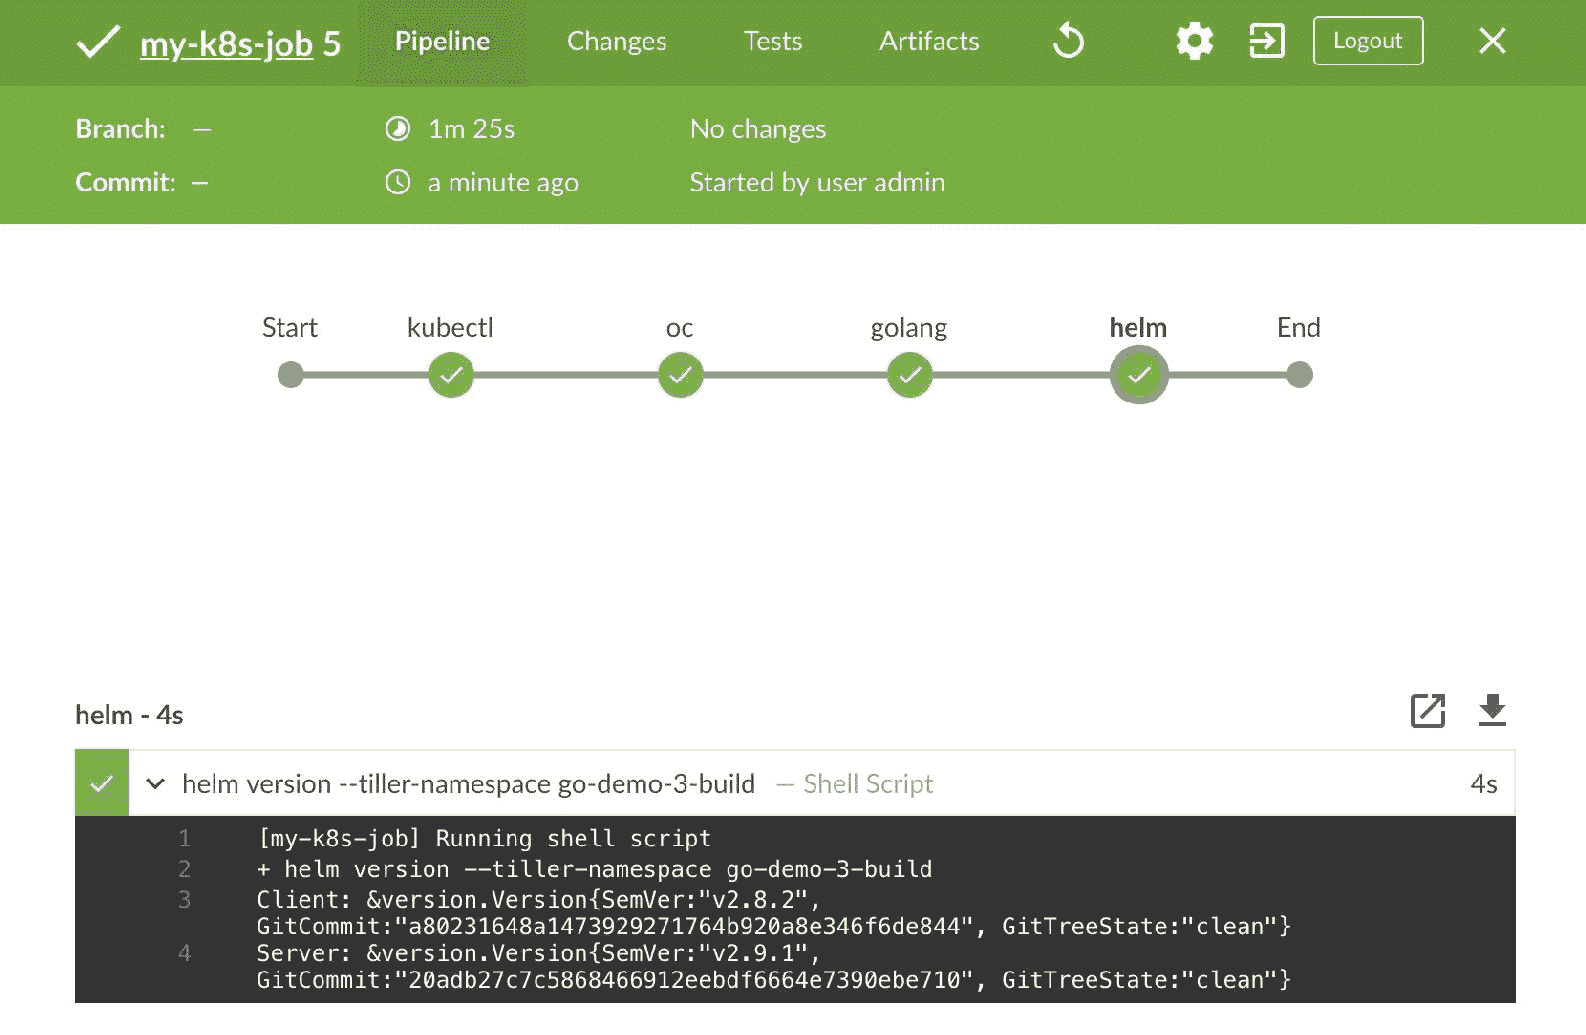 my-k8s-job 5 Pipeline Changes Tests Artifacts Logout
Branch: — 1m 25s No changes
Commit: — a minute ago Started by user admin
Start kubectl oc golang helm End
helm - 4s
helm version --tiller-namespace go-demo-3-build — Shell Script 4s
1 [my-k8s-job] Running shell script
2 + helm version --tiller-namespace go-demo-3-build
3 Client: &version.Version{SemVer:"v2.8.2",
GitCommit:"a80231648a1473929271764b920a8e346f6de844", GitTreeState:"clean"}
4 Server: &version.Version{SemVer:"v2.9.1",
GitCommit:"20adb27c7c5868466912eebdf6664e7390ebe710", GitTreeState:"clean"}